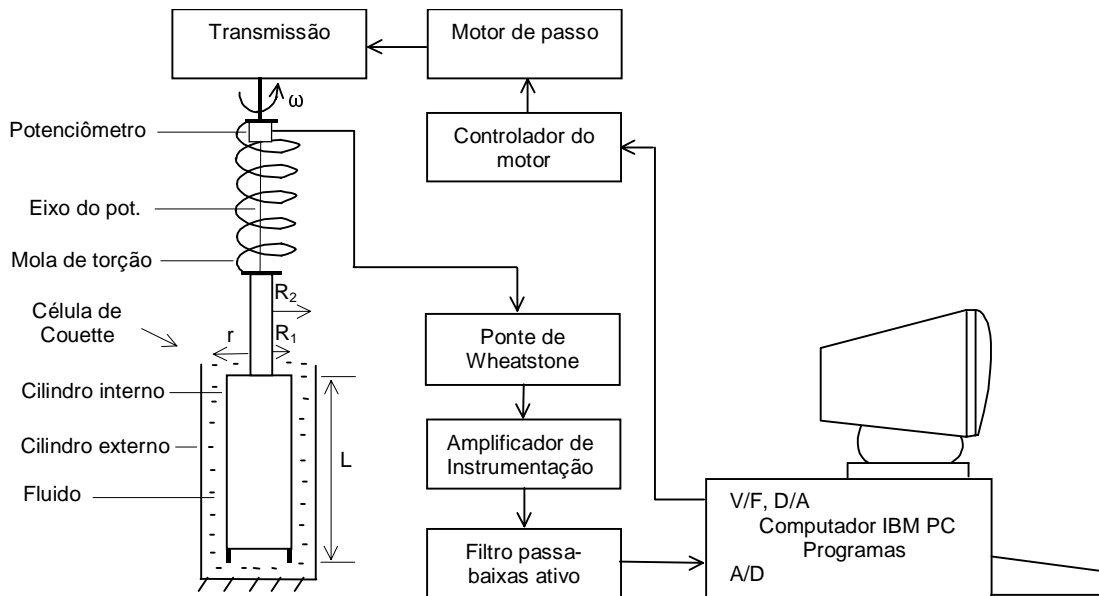 Transmissão
Motor de passo
ω
Potenciômetro
Controlador do
motor
Eixo do pot.
Mola de torção
R2
Célula de
Couette
r
R1
Ponte de
Wheatstone
Cilindro interno
Cilindro externo
L
Amplificador de
Instrumentação
Fluido
V/F, D/A
Computador IBM PC
Programas
Filtro passa-
baixas ativo
A/D